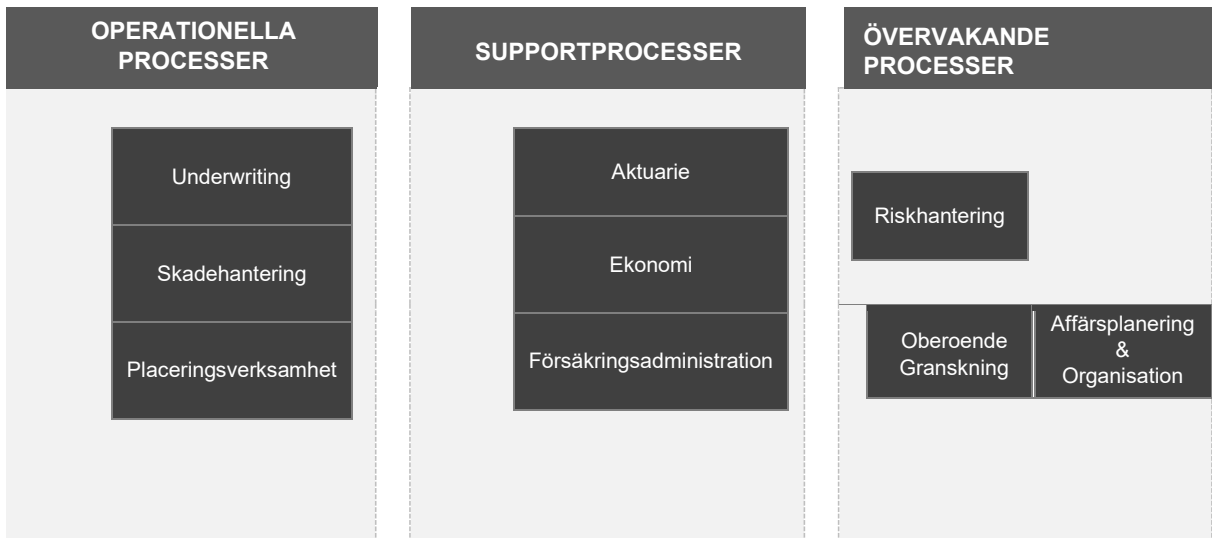 OPERATIONELLA
PROCESSER
Underwriting
Skadehantering
Placeringsverksamhet
SUPPORTPROCESSER
Aktuarie
Ekonomi
Försäkringsadministration
ÖVERVAKANDE
PROCESSER
Riskhantering
Oberoende
Granskning
Affärsplanering
&
Organisation